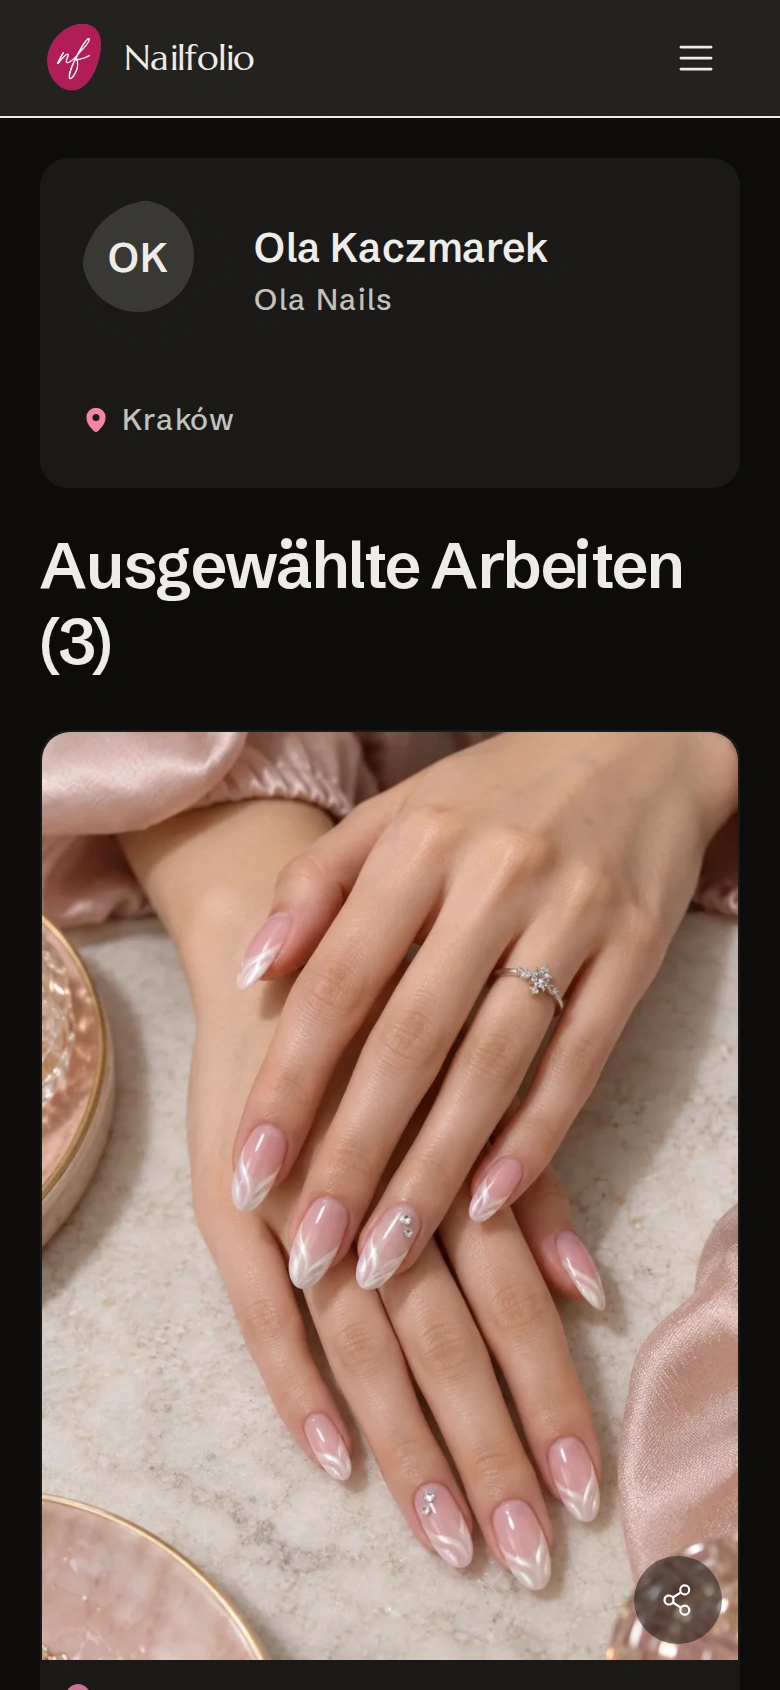 nf Nailfolio
OK
Ola Kaczmarek
Ola Nails
Kraków
Ausgewählte Arbeiten
(3)